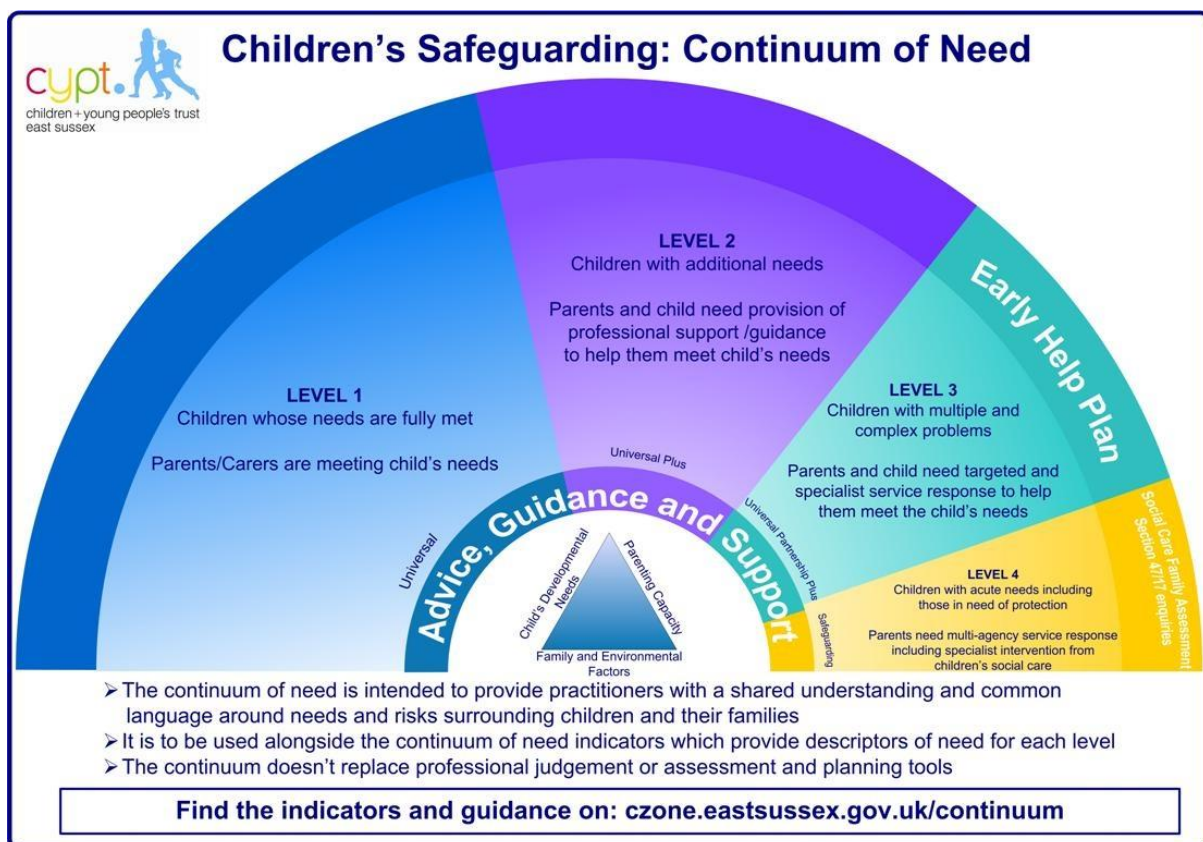 Children's Safeguarding: Continuum of Need
cypt.
children+young people's trust
east sussex
LEVEL 1
Children whose needs are fully met
Parents/Carers are meeting child's needs
LEVEL 2
Children with additional needs
Parents and child need provision of
professional support /guidance
to help them meet child's needs
Early Help Plan
LEVEL 3
Children with multiple and
complex problems
Parents and child need targeted and
specialist service response to help
them meet the child's needs
Social Care Family Assessment
Section 47/17 enquiries
LEVEL 4
Children with acute needs including
those in need of protection
Parents need multi-agency service response
including specialist intervention from
children's social care
Universal
Universal Plus
Universal Partnership Plus
Safeguarding
Advice, Guidance and Support
Child's Developmental
Needs
Parenting Capacity
Family and Environmental
Factors
➢ The continuum of need is intended to provide practitioners with a shared understanding and common
language around needs and risks surrounding children and their families
➢ It is to be used alongside the continuum of need indicators which provide descriptors of need for each level
➢ The continuum doesn't replace professional judgement or assessment and planning tools
Find the indicators and guidance on: czone.eastsussex.gov.uk/continuum